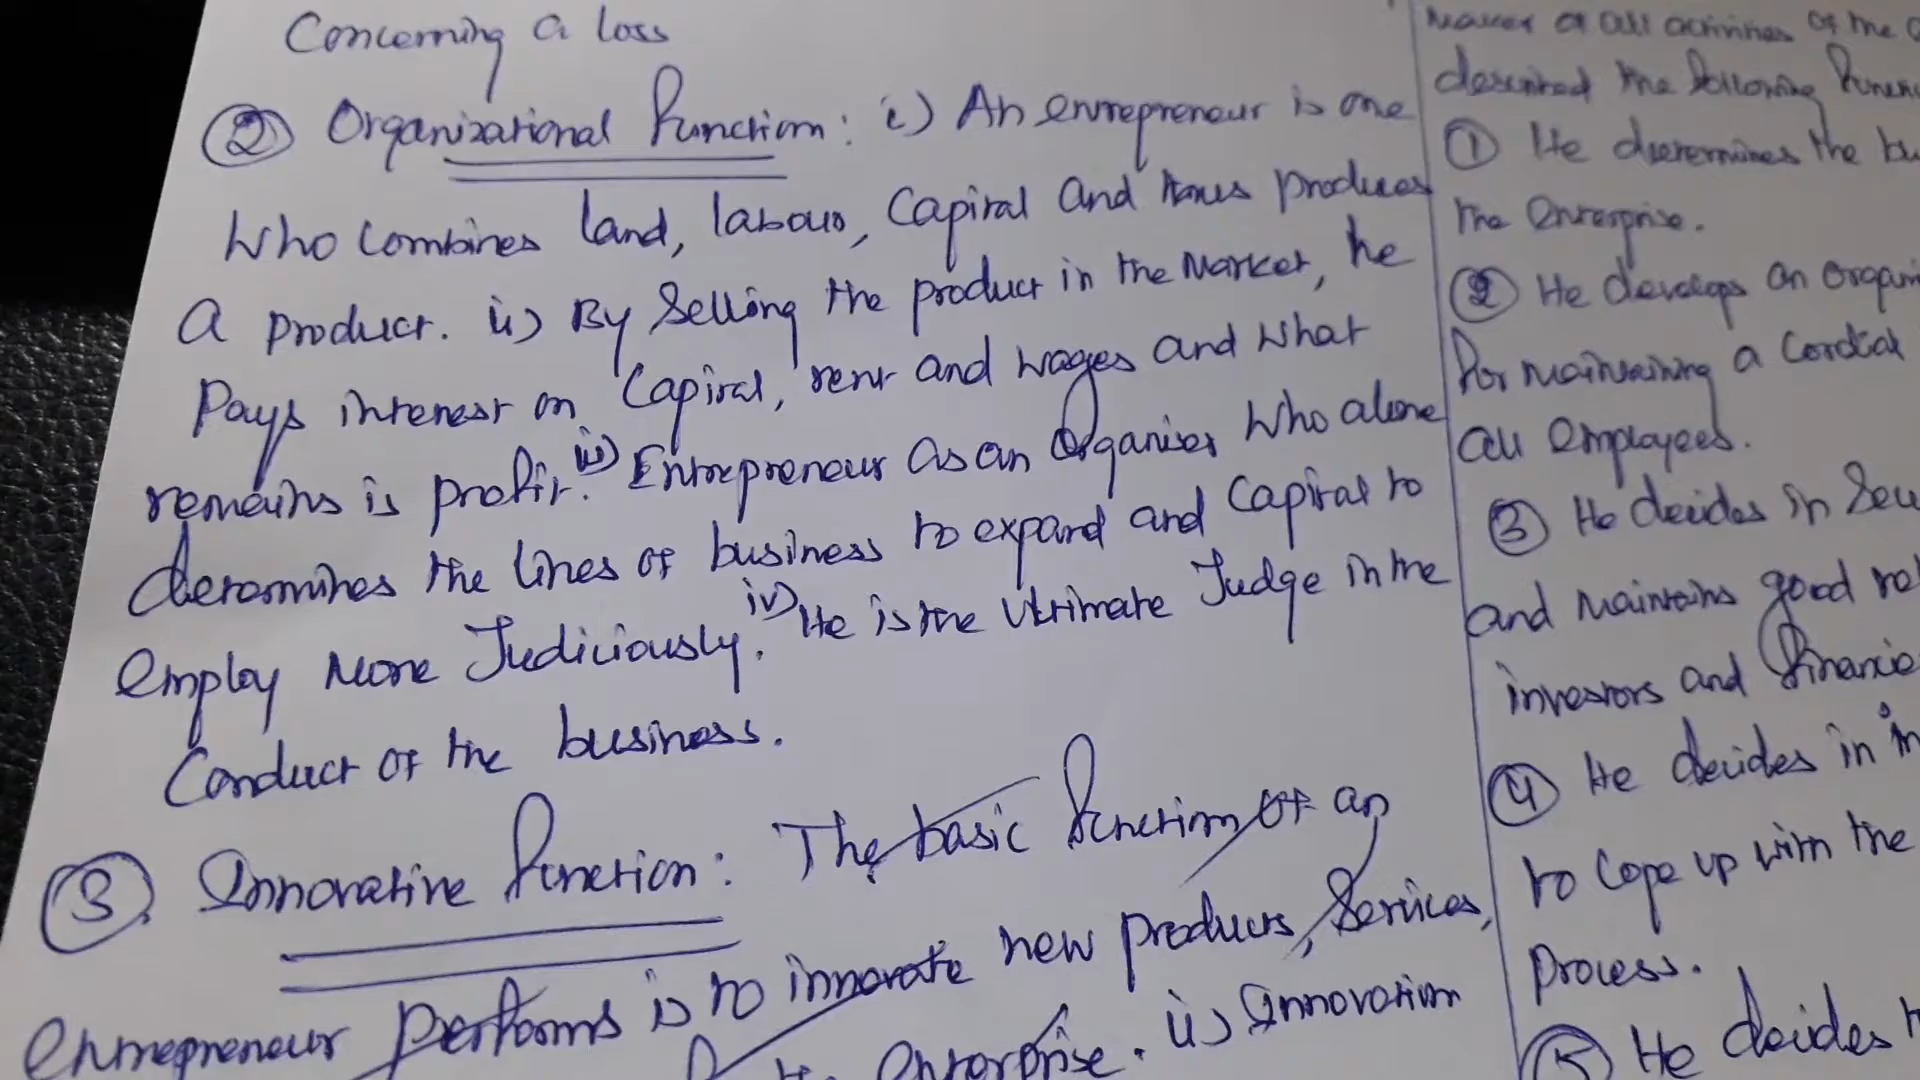 Concerning a loss
② Organizational Function: i) An entrepreneur is one
who combines land, labour, Capital and thus produces
a product. ii) By Selling the product in the Market, he
pays interest on Capital, rent and wages and what
remains is profit. iii) Entrepreneur as an Organiser who alone
determines the lines of business to expand and Capital to
employ more Judiciously. iv) He is the Ultimate Judge in the
Conduct of the business.
③. Innovative Function: The basic function of an
entrepreneur performs is to innovate new products, Services,
enterprise. ii) Innovation
of all activities of the
described the following
① He determines the
the enterprise.
② He develops an
for maintaining a Cordial
all employees.
③ He decides in
and maintains good
investors and
④ He decides in
to Cope up with the
process.
⑤ He decides